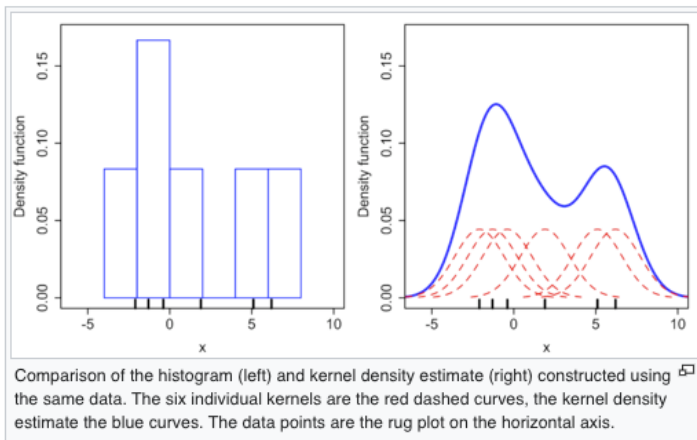 0.15
0.10
0.05
0.00
Density function
-5 0 5 10
x
0.15
0.10
0.05
0.00
Density function
-5 0 5 10
x
Comparison of the histogram (left) and kernel density estimate (right) constructed using
the same data. The six individual kernels are the red dashed curves, the kernel density
estimate the blue curves. The data points are the rug plot on the horizontal axis.